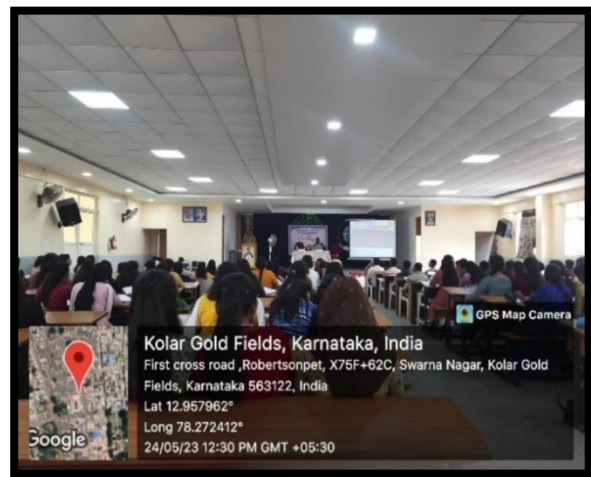 GPS Map Camera
Kolar Gold Fields, Karnataka, India
First cross road ,Robertsonpet, X75F+62C, Swarna Nagar, Kolar Gold
Fields, Karnataka 563122, India
Lat 12.957962°
Long 78.272412°
24/05/23 12:30 PM GMT +05:30
Google